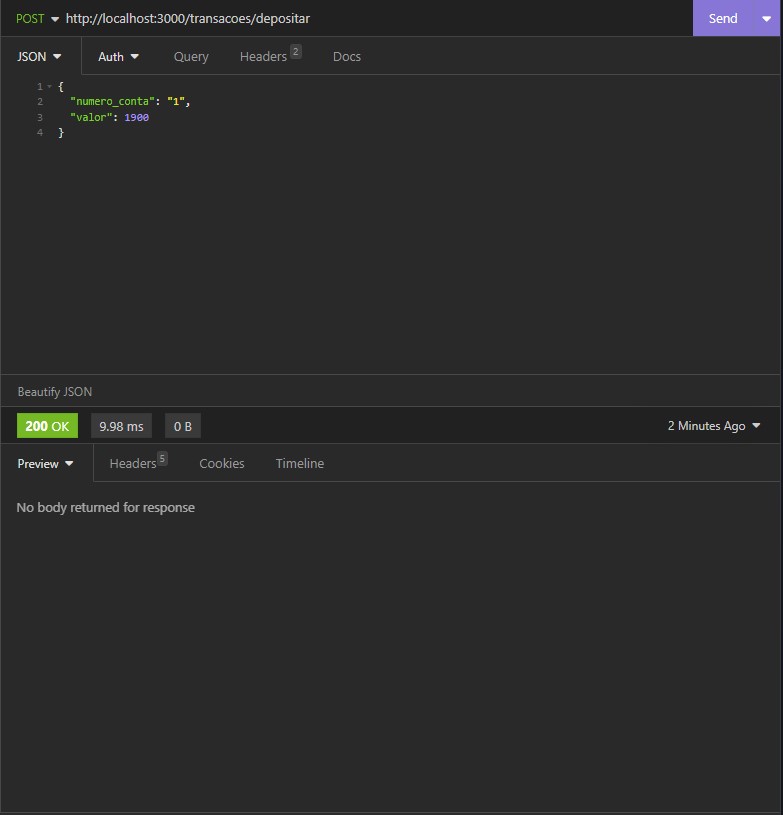 POST http://localhost:3000/transacoes/depositar Send
JSON Auth Query Headers 2 Docs
1 {
2 "numero_conta": "1",
3 "valor": 1900
4 }
Beautify JSON
200 OK 9.98 ms 0 B 2 Minutes Ago
Preview Headers 5 Cookies Timeline
No body returned for response